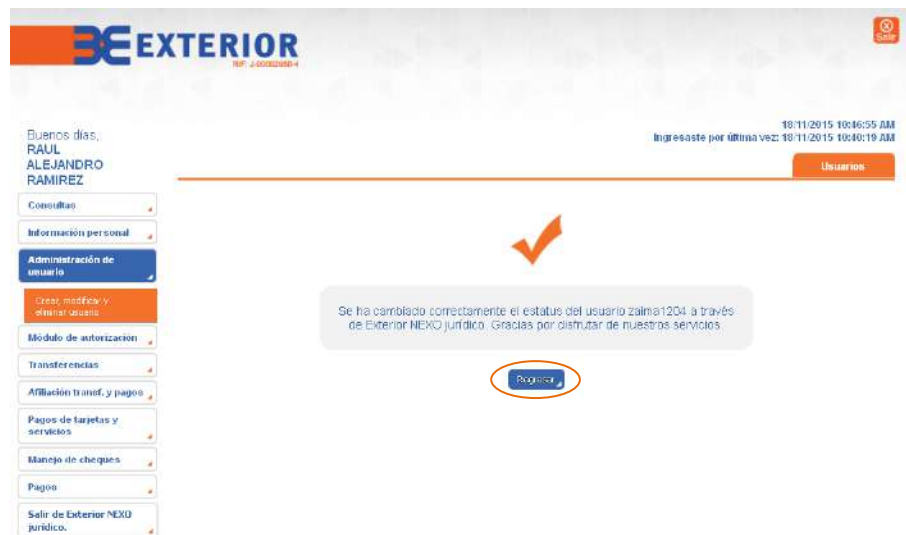 EXTERIOR
RIF: J-00002950-4
Salir
18/11/2015 10:46:55 AM
Ingresaste por última vez: 18/11/2015 10:40:19 AM
Buenos días,
RAUL
ALEJANDRO
RAMIREZ
Usuarios
Consultas
Información personal
Administración de
usuario
Crear, modificar y
eliminar usuario
Módulo de autorización
Transferencias
Afiliación transf. y pagos
Pagos de tarjetas y
servicios
Manejo de cheques
Pagos
Salir de Exterior NEXO
jurídico.
Se ha cambiado correctamente el estatus del usuario zaima1204 a través
de Exterior NEXO jurídico. Gracias por disfrutar de nuestros servicios.
Regresar